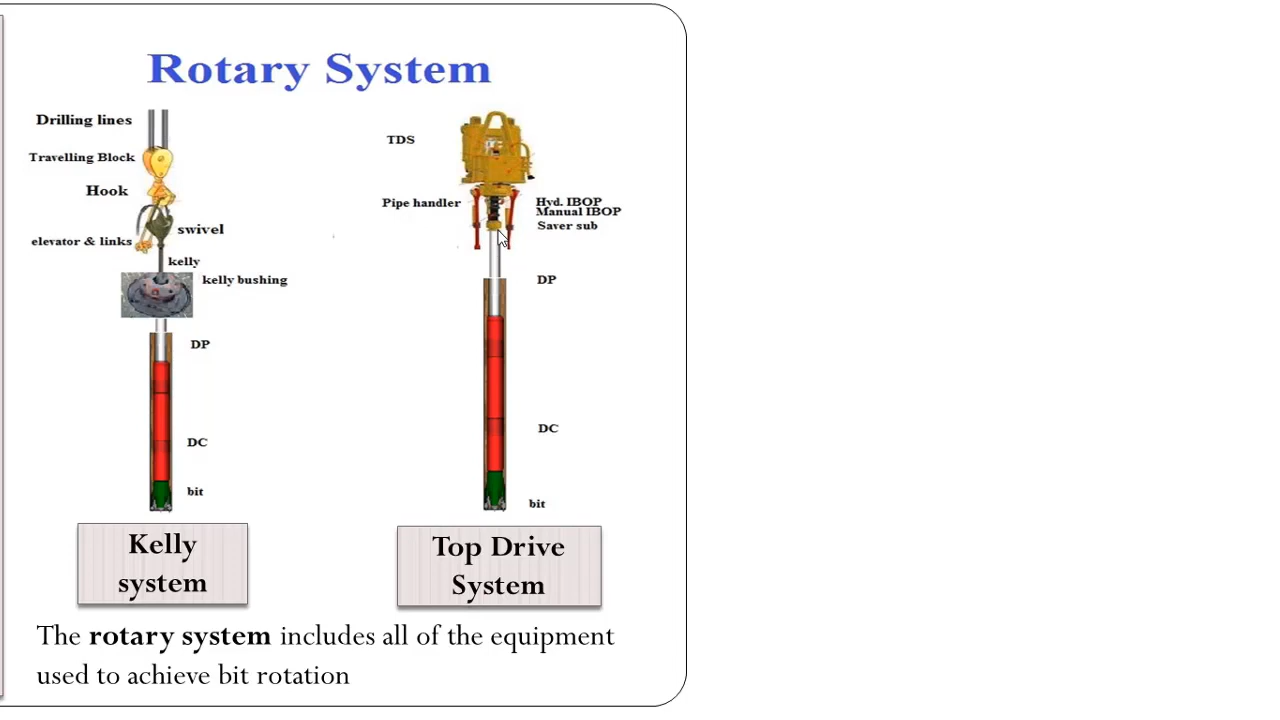 Rotary System
Drilling lines
Travelling Block
Hook
swivel
elevator & links
kelly
kelly bushing
DP
DC
bit
Kelly
system
TDS
Pipe handler
Hyd. IBOP
Manual IBOP
Saver sub
DP
DC
bit
Top Drive
System
The rotary system includes all of the equipment
used to achieve bit rotation